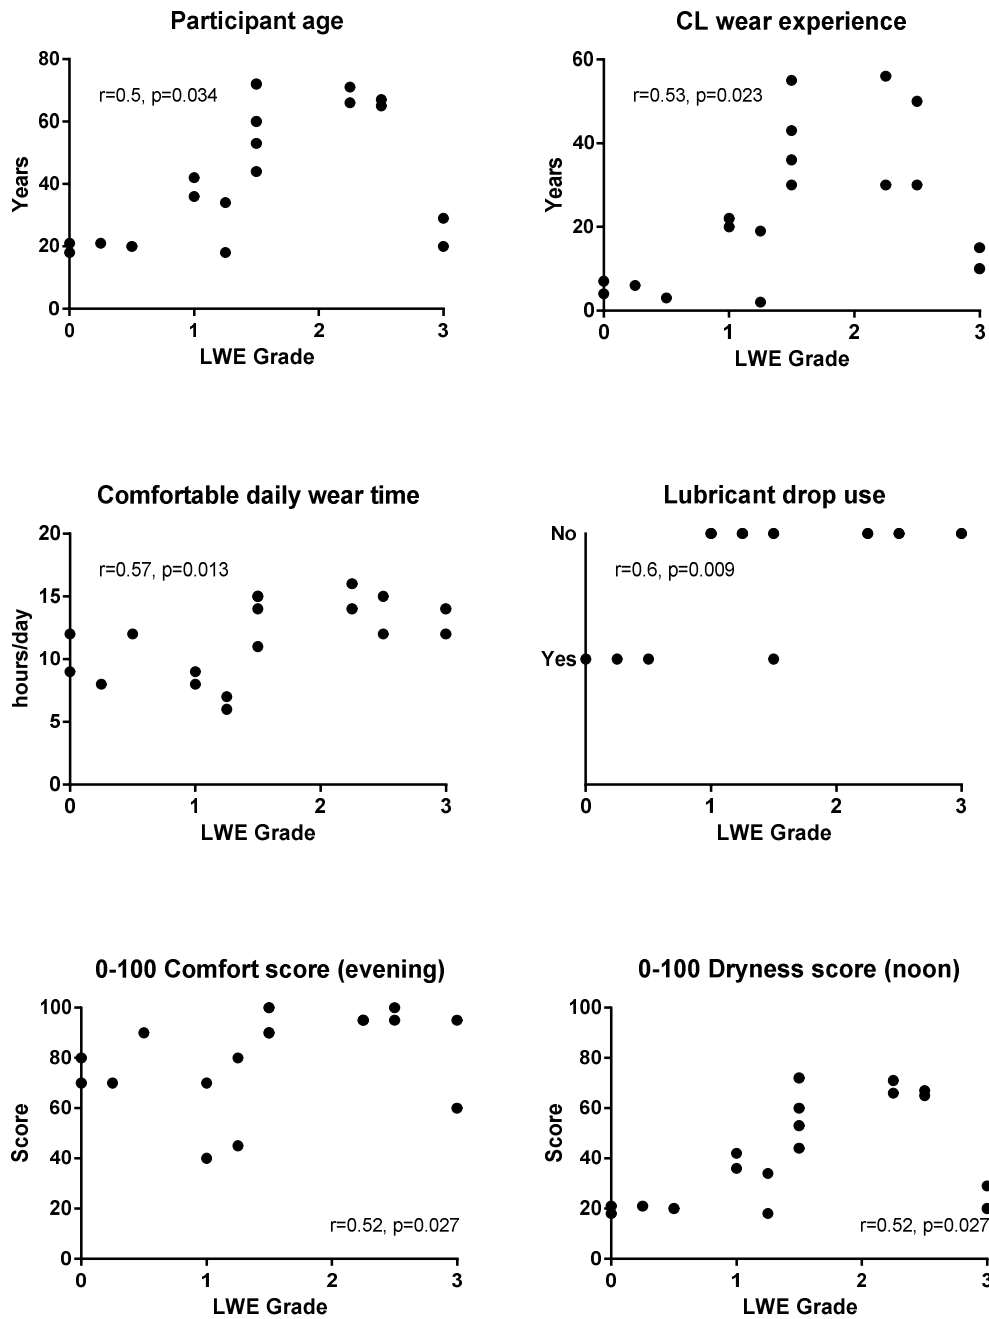 Participant age
80
60
40
20
0
Years
r=0.5, p=0.034
0 1 2 3
LWE Grade
CL wear experience
60
40
20
0
Years
r=0.53, p=0.023
0 1 2 3
LWE Grade
Comfortable daily wear time
20
15
10
5
0
hours/day
r=0.57, p=0.013
0 1 2 3
LWE Grade
Lubricant drop use
No
Yes
r=0.6, p=0.009
0 1 2 3
LWE Grade
0-100 Comfort score (evening)
100
80
60
40
20
0
Score
r=0.52, p=0.027
0 1 2 3
LWE Grade
0-100 Dryness score (noon)
100
80
60
40
20
0
Score
r=0.52, p=0.027
0 1 2 3
LWE Grade